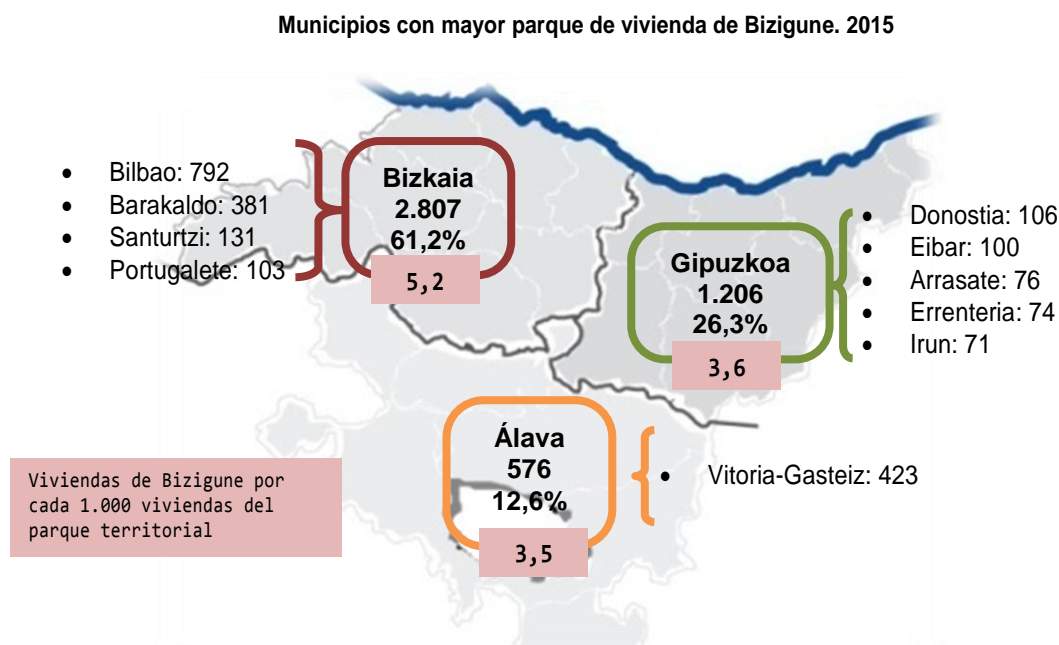 Municipios con mayor parque de vivienda de Bizigune. 2015
• Bilbao: 792
• Barakaldo: 381
• Santurtzi: 131
• Portugalete: 103
Bizkaia
2.807
61,2%
5,2
Gipuzkoa
1.206
26,3%
3,6
• Donostia: 106
• Eibar: 100
• Arrasate: 76
• Errenteria: 74
• Irun: 71
Álava
576
12,6%
3,5
• Vitoria-Gasteiz: 423
Viviendas de Bizigune por
cada 1.000 viviendas del
parque territorial